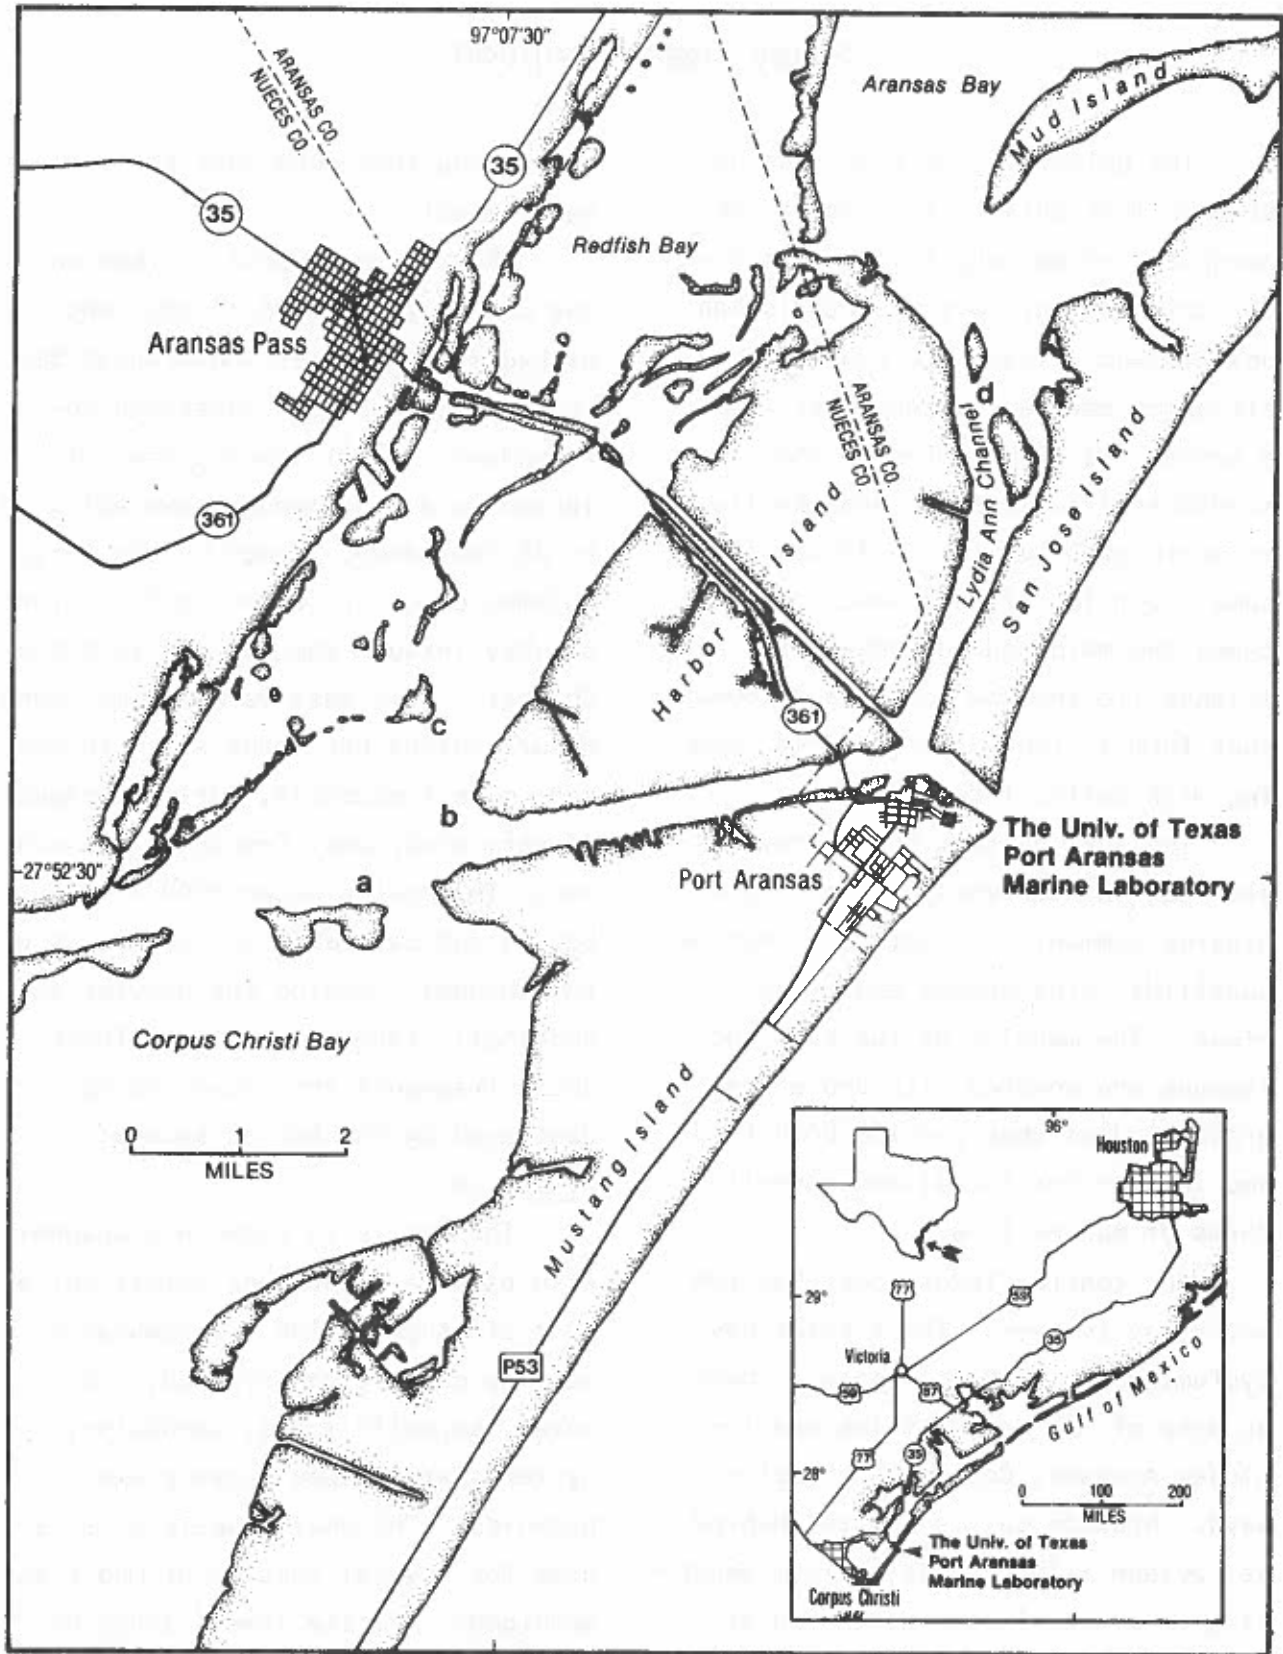 97°07'30"
ARANSAS CO
NUECES CO
Aransas Bay
Mud Island
35
35
Redfish Bay
Aransas Pass
ARANSAS CO
NUECES CO
d
Lydia Ann Channel
San Jose Island
361
Harbor Island
e
c
361
b
The Univ. of Texas
Port Aransas
Marine Laboratory
27°52'30"
a
Port Aransas
Corpus Christi Bay
0 2
MILES
Mustang Island
P53
96°
Houston
77
59
29°
35
Victoria
59
87
Gulf of Mexico
77
35
28°
0 100 200
MILES
The Univ. of Texas
Port Aransas
Marine Laboratory
Corpus Christi